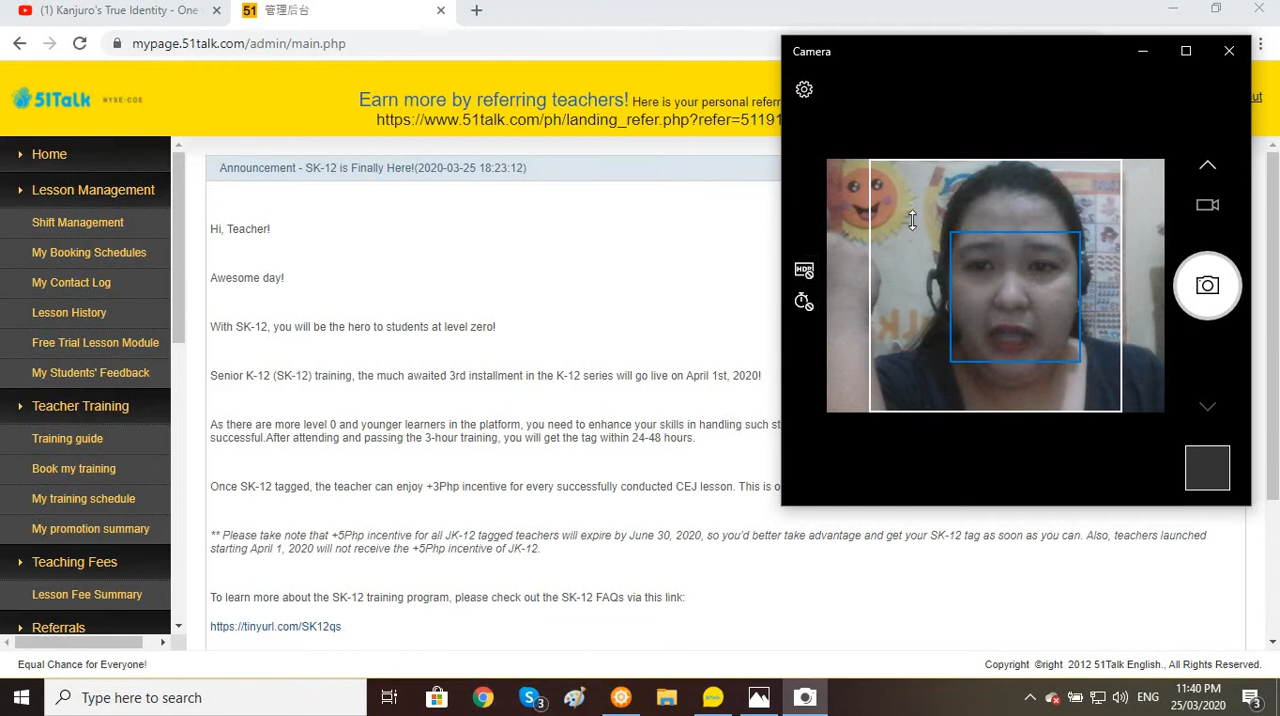 (1) Kanjuro's True Identity - One
51 管理后台
mypage.51talk.com/admin/main.php
51Talk NYSE:COE
Earn more by referring teachers! Here is your personal referr
https://www.51talk.com/ph/landing_refer.php?refer=51191
out
Home
Lesson Management
Shift Management
My Booking Schedules
My Contact Log
Lesson History
Free Trial Lesson Module
My Students' Feedback
Teacher Training
Training guide
Book my training
My training schedule
My promotion summary
Teaching Fees
Lesson Fee Summary
Referrals
Announcement - SK-12 is Finally Here!(2020-03-25 18:23:12)
Hi, Teacher!
Awesome day!
With SK-12, you will be the hero to students at level zero!
Senior K-12 (SK-12) training, the much awaited 3rd installment in the K-12 series will go live on April 1st, 2020!
As there are more level 0 and younger learners in the platform, you need to enhance your skills in handling such st
successful.After attending and passing the 3-hour training, you will get the tag within 24-48 hours.
Once SK-12 tagged, the teacher can enjoy +3Php incentive for every successfully conducted CEJ lesson. This is o
** Please take note that +5Php incentive for all JK-12 tagged teachers will expire by June 30, 2020, so you'd better take advantage and get your SK-12 tag as soon as you can. Also, teachers launched
starting April 1, 2020 will not receive the +5Php incentive of JK-12.
To learn more about the SK-12 training program, please check out the SK-12 FAQs via this link:
https://tinyurl.com/SK12qs
Camera
HDR
Equal Chance for Everyone!
Copyright ©right 2012 51Talk English., All Rights Reserved.
Type here to search
3
ENG
11:40 PM
25/03/2020
3